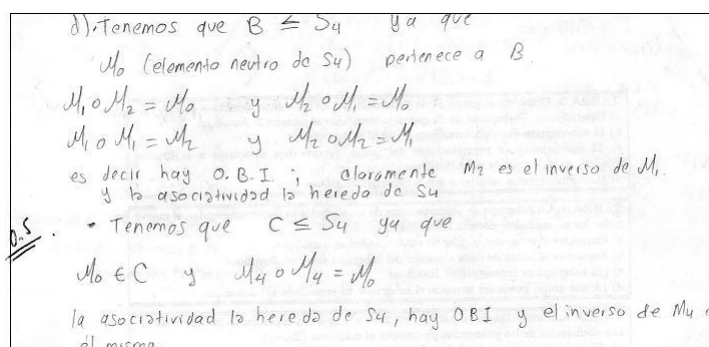 d). Tenemos que B ≤ S4 ya que
M0 (elemento neutro de S4) pertenece a B.
M1 o M2 = M0 y M2 o M1 = M0
M1 o M1 = M2 y M2 o M2 = M1
es decir hay O.B.I ; claramente M2 es el inverso de M1.
y la asociatividad la hereda de S4
0.5
• Tenemos que C ≤ S4 ya que
M0 ∈ C y M4 o M4 = M0
la asociatividad la hereda de S4, hay OBI y el inverso de M4 e
él mismo